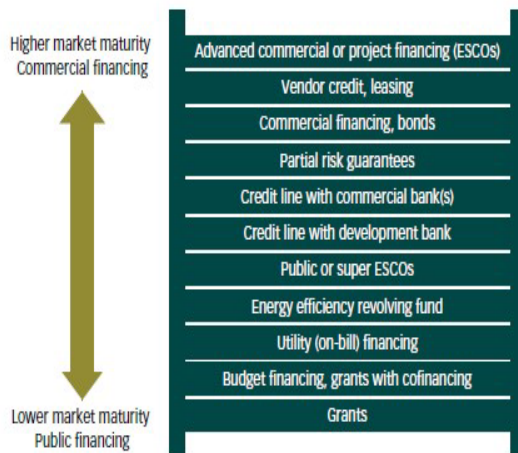 Higher market maturity
Commercial financing
Advanced commercial or project financing (ESCOs)
Vendor credit, leasing
Commercial financing, bonds
Partial risk guarantees
Credit line with commercial bank(s)
Credit line with development bank
Public or super ESCOs
Energy efficiency revolving fund
Utility (on-bill) financing
Budget financing, grants with cofinancing
Grants
Lower market maturity
Public financing